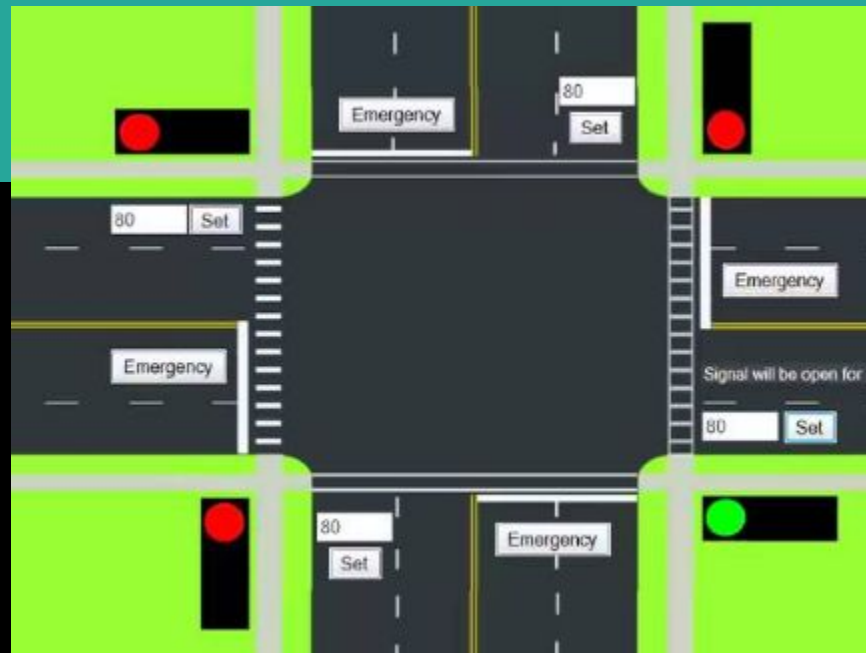 80
Emergency
Set
80 Set
Emergency
Emergency
Signal will be open for
80 Set
80
Emergency
Set